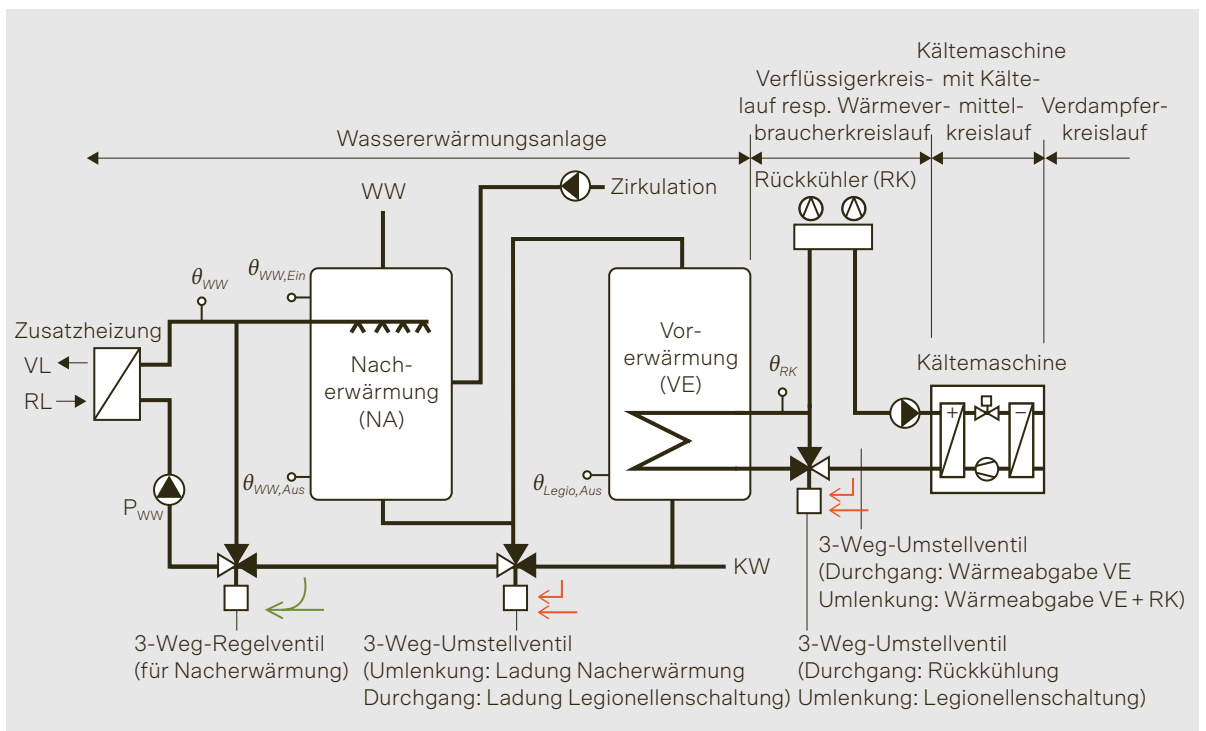 Kältemaschine
Verflüssigerkreis- mit Kälte-
lauf resp. Wärmever- mittel- Verdampfer-
braucherkreislauf kreislauf kreislauf
Wassererwärmungsanlage
Rückkühler (RK)
WW
Zirkulation
θWW,Ein
θWW
Zusatzheizung
VL
RL
Nach-
erwärmung
(NA)
Vor-
erwärmung
(VE)
θRK
Kältemaschine
+ −
θWW,Aus
θLegio,Aus
PWW
KW
3-Weg-Umstellventil
(Durchgang: Wärmeabgabe VE
Umlenkung: Wärmeabgabe VE + RK)
3-Weg-Regelventil
(für Nacherwärmung)
3-Weg-Umstellventil
(Umlenkung: Ladung Nacherwärmung
Durchgang: Ladung Legionellenschaltung)
3-Weg-Umstellventil
(Durchgang: Rückkühlung
Umlenkung: Legionellenschaltung)